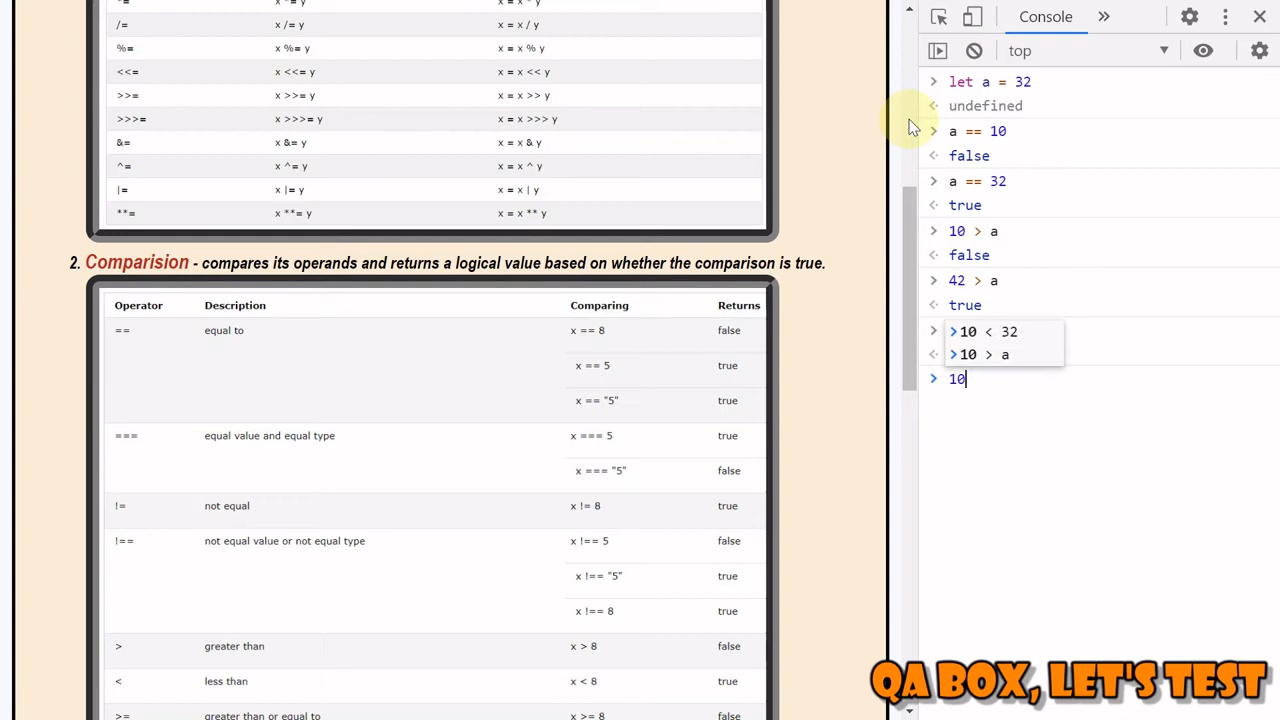 *=
x *= y
x = x * y
/=
x /= y
x = x / y
%=
x %= y
x = x % y
<<=
x <<= y
x = x << y
>>=
x >>= y
x = x >> y
>>>=
x >>>= y
x = x >>> y
&=
x &= y
x = x & y
^=
x ^= y
x = x ^ y
|=
x |= y
x = x | y
**=
x **= y
x = x ** y
2. Comparision - compares its operands and returns a logical value based on whether the comparison is true.
Operator Description Comparing Returns
== equal to x == 8 false
x == 5 true
x == "5" true
=== equal value and equal type x === 5 true
x === "5" false
!= not equal x != 8 true
!== not equal value or not equal type x !== 5 false
x !== "5" true
x !== 8 true
> greater than x > 8 false
< less than x < 8 true
>= greater than or equal to x >= 8 false
Console
top
let a = 32
undefined
a == 10
false
a == 32
true
10 > a
false
42 > a
true
10 < 32
10 > a
10
QA BOX, LET'S TEST